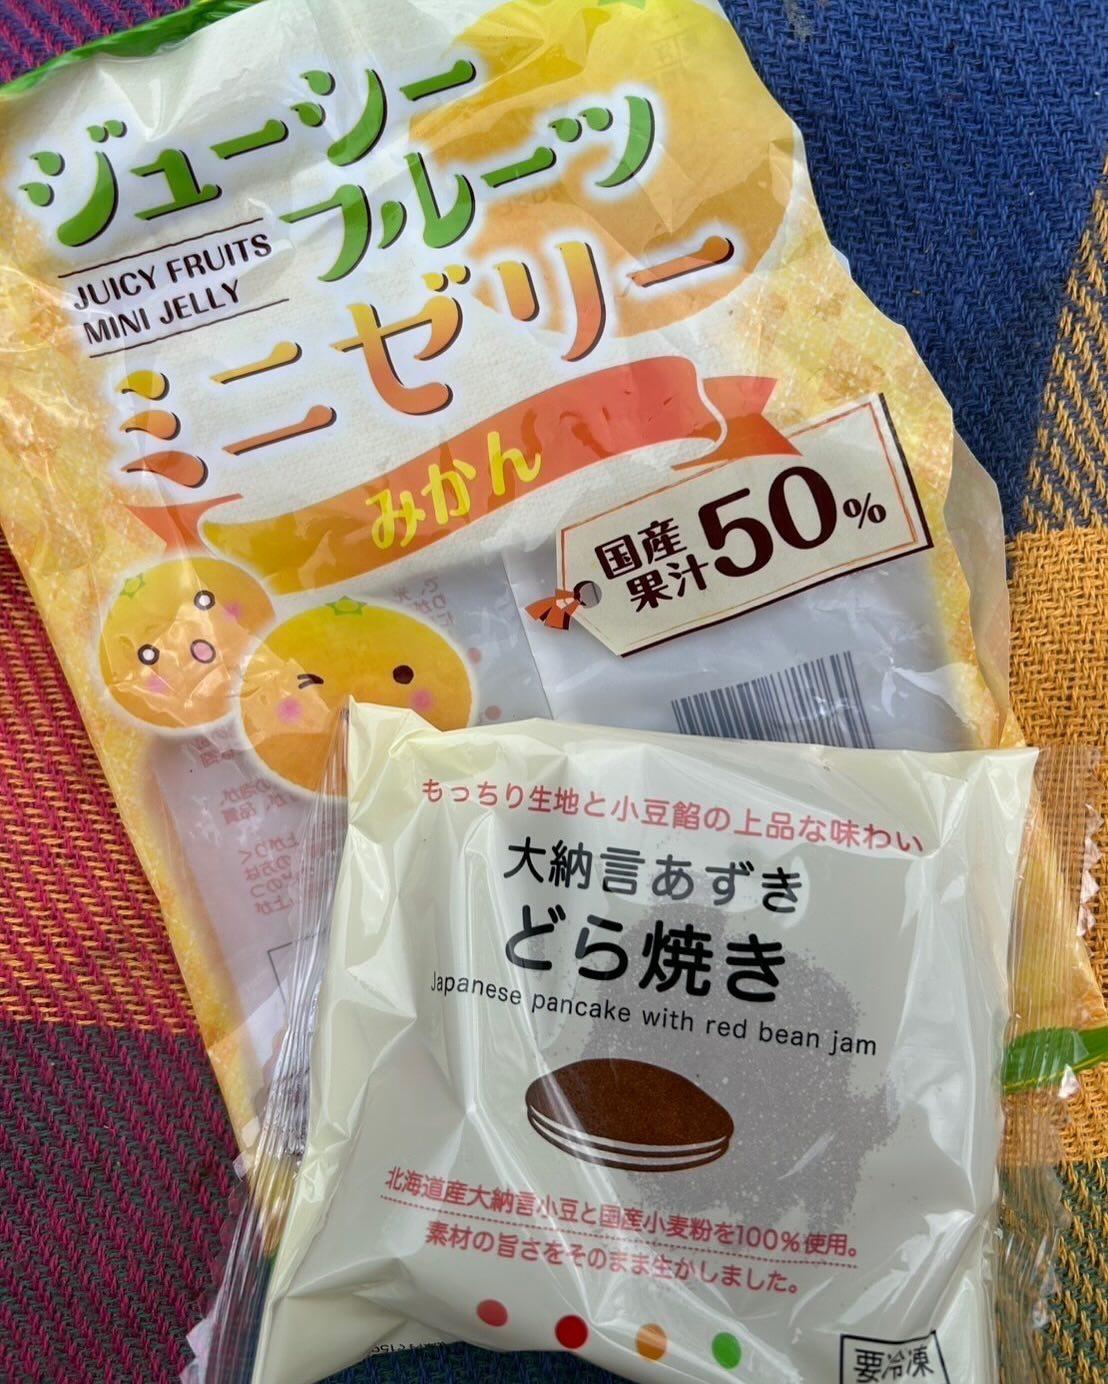 ジューシー
フルーツ
JUICY FRUITS
MINI JELLY
ミニゼリー
みかん
国産
果汁50%
もっちり生地と小豆餡の上品な味わい
大納言あずき
どら焼き
Japanese pancake with red bean jam
北海道産大納言小豆と国産小麦粉を100%使用。
素材の旨さをそのまま生かしました。
要冷凍